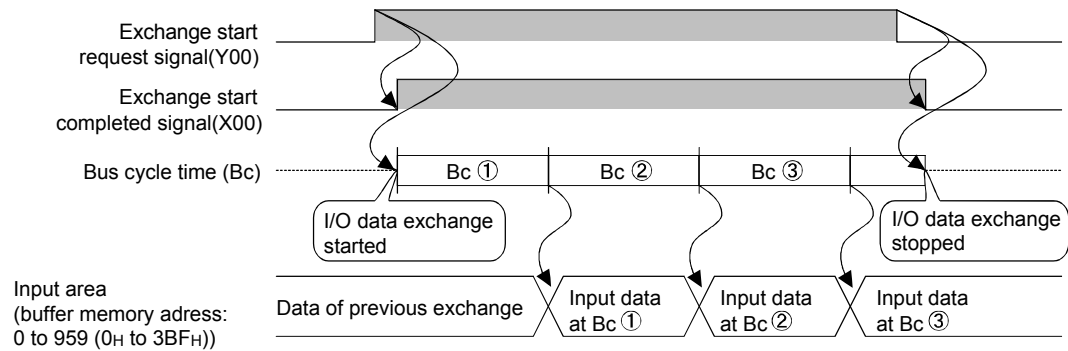 Exchange start
request signal(Y00)
Exchange start
completed signal(X00)
Bus cycle time (Bc)
Bc ①
Bc ②
Bc ③
I/O data exchange
started
I/O data exchange
stopped
Input area
(buffer memory adress:
0 to 959 (0H to 3BFH))
Data of previous exchange
Input data
at Bc ①
Input data
at Bc ②
Input data
at Bc ③